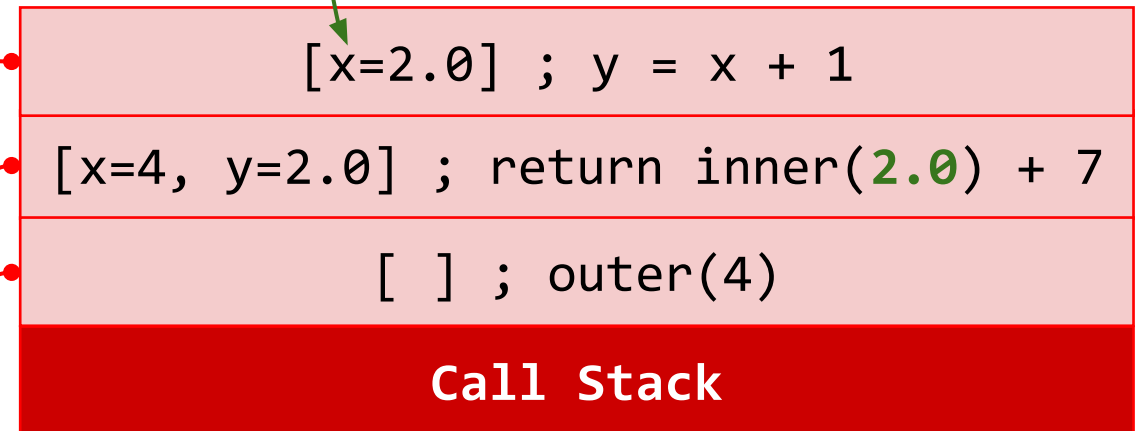 [x=2.0] ; y = x + 1
[x=4, y=2.0] ; return inner(2.0) + 7
[ ] ; outer(4)
Call Stack